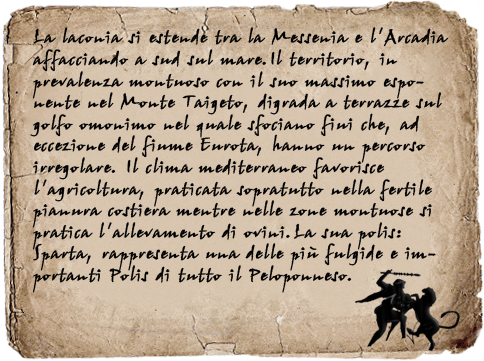 La laconia si estende tra la Messenia e l'Arcadia
affacciando a sud sul mare. Il territorio, in
prevalenza montuoso con il suo massimo espo-
nente nel Monte Taigeto, digrada a terrazze sul
golfo omonimo nel quale sfociano fini che, ad
eccezione del fiume Eurota, hanno un percorso
irregolare. Il clima mediterraneo favorisce
l'agricoltura, praticata sopratutto nella fertile
pianura costiera mentre nelle zone montuose si
pratica l'allevamento di ovini. La sua polis:
Sparta, rappresenta una delle più fulgide e im-
portanti Polis di tutto il Peloponneso.